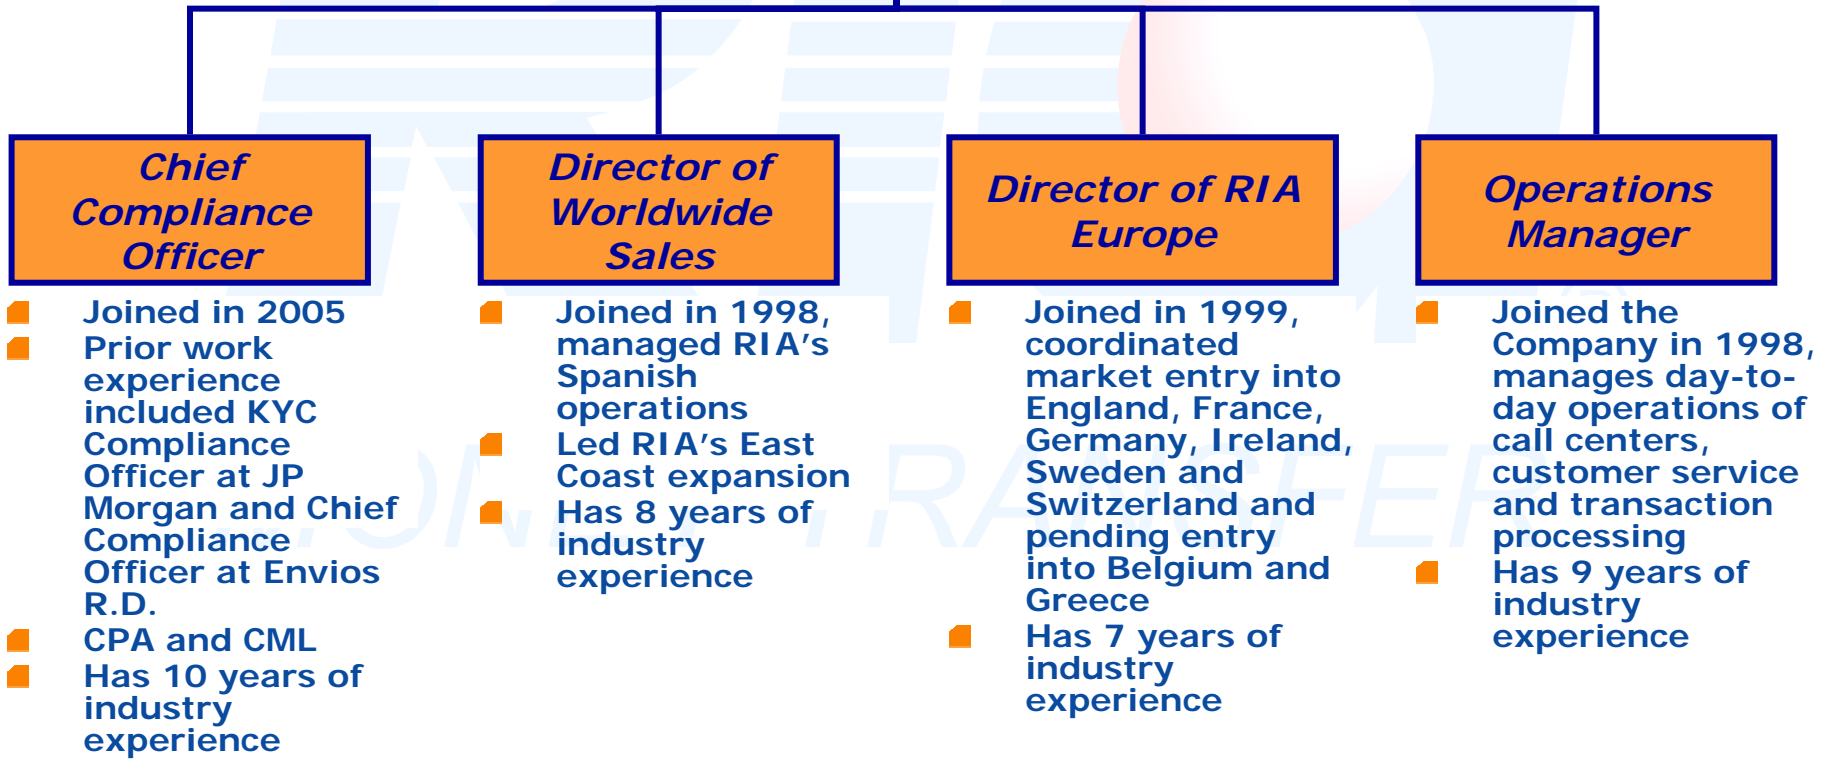 Chief
Compliance
Officer
Joined in 2005
Prior work
experience
included KYC
Compliance
Officer at JP
Morgan and Chief
Compliance
Officer at Envios
R.D.
CPA and CML
Has 10 years of
industry
experience
Director of
Worldwide
Sales
Joined in 1998,
managed RIA’s
Spanish
operations
Led RIA’s East
Coast expansion
Has 8 years of
industry
experience
Director of RIA
Europe
Joined in 1999,
coordinated
market entry into
England, France,
Germany, Ireland,
Sweden and
Switzerland and
pending entry
into Belgium and
Greece
Has 7 years of
industry
experience
Operations
Manager
Joined the
Company in 1998,
manages day-to-
day operations of
call centers,
customer service
and transaction
processing
Has 9 years of
industry
experience